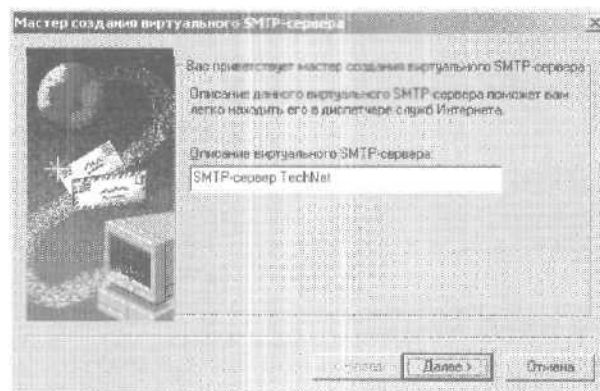 Мастер создания виртуального SMTP-сервера
Вас приветствует мастер создания виртуального SMTP-сервера
Описание данного виртуального SMTP-сервера поможет вам
легко находить его в диспетчере служб Интернета.
Описание виртуального SMTP-сервера:
SMTP-сервер TechNet
< Назад
Далее >
Отмена